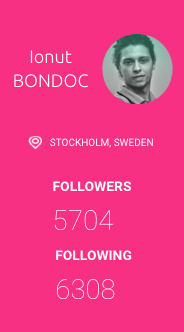 Ionut
BONDOC
STOCKHOLM, SWEDEN
FOLLOWERS
5704
FOLLOWING
6308